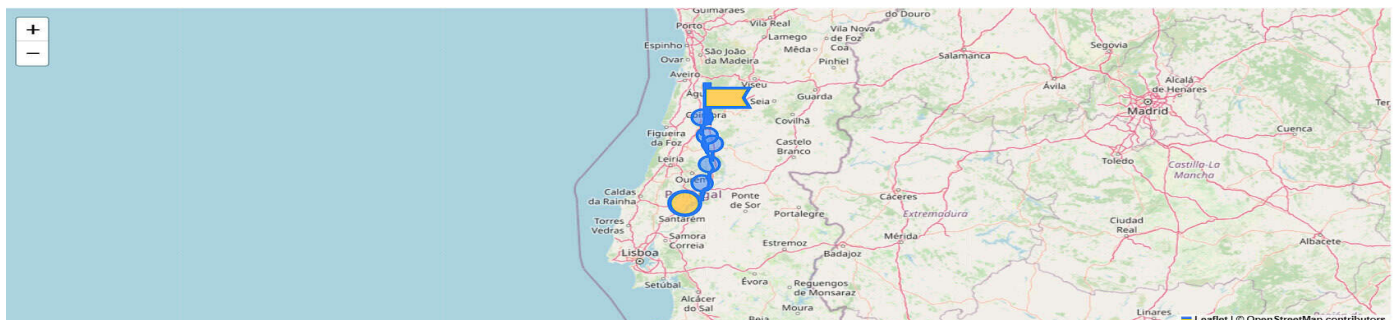 +
−
Guimarães
do Douro
Porto
Vila Real
Vila Nova
de Foz
Coa
Lamego
Espinho
São João
da Madeira
Mêda
Pinhel
Ovar
Segovia
Salamanca
Aveiro
Viseu
Ávila
Alcalá
de Henares
Seia
Guarda
Madrid
Covilhã
Figueira
da Foz
Cuenca
Castelo
Branco
Leiria
Toledo
Castilla-La
Mancha
Caldas
da Rainha
Ponte
de Sor
Cáceres
Portalegre
Extremadura
Santarém
Torres
Vedras
Ciudad
Real
Samora
Correia
Mérida
Albacete
Estremoz
Lisboa
Badajoz
Setúbal
Évora
Reguengos
de Monsaraz
Alcácer
do Sal
Moura
Beja
Linares
Leaflet | © OpenStreetMap contributors